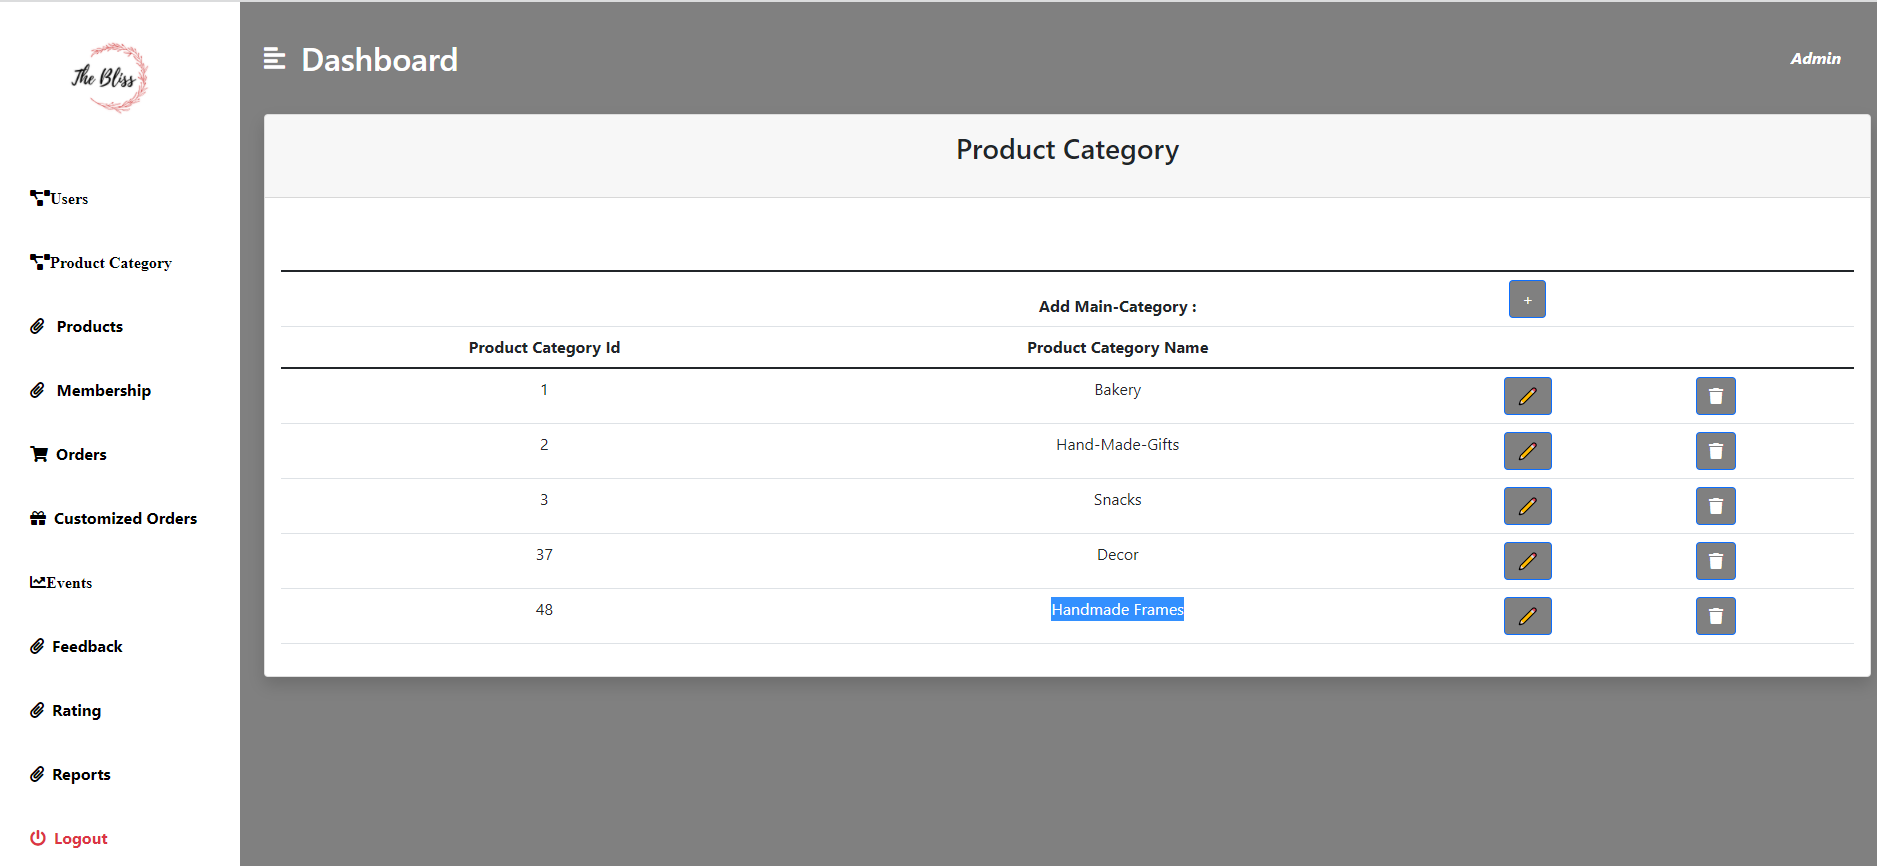 The Bliss
Dashboard
Admin
Users
Product Category
Products
Membership
Orders
Customized Orders
Events
Feedback
Rating
Reports
Logout
Product Category
Add Main-Category :
+
Product Category Id Product Category Name
1 Bakery
2 Hand-Made-Gifts
3 Snacks
37 Decor
48 Handmade Frames